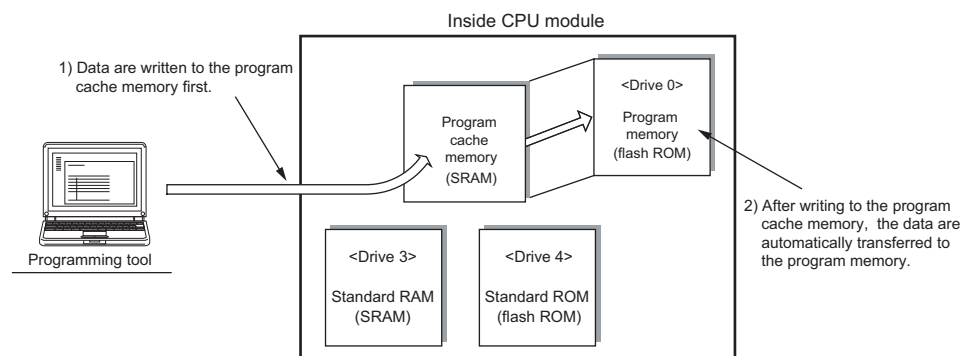 Inside CPU module
1) Data are written to the program
cache memory first.
<Drive 0>
Program
memory
(flash ROM)
Program
cache
memory
(SRAM)
2) After writing to the program
cache memory, the data are
automatically transferred to
the program memory.
Programming tool
<Drive 3>
Standard RAM
(SRAM)
<Drive 4>
Standard ROM
(flash ROM)